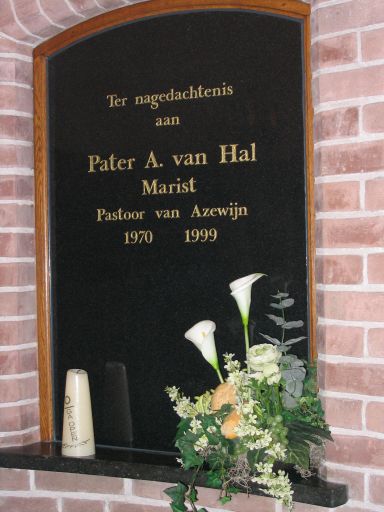 Ter nagedachtenis
aan
Pater A. van Hal
Marist
Pastoor van Azewijn
1970 1999